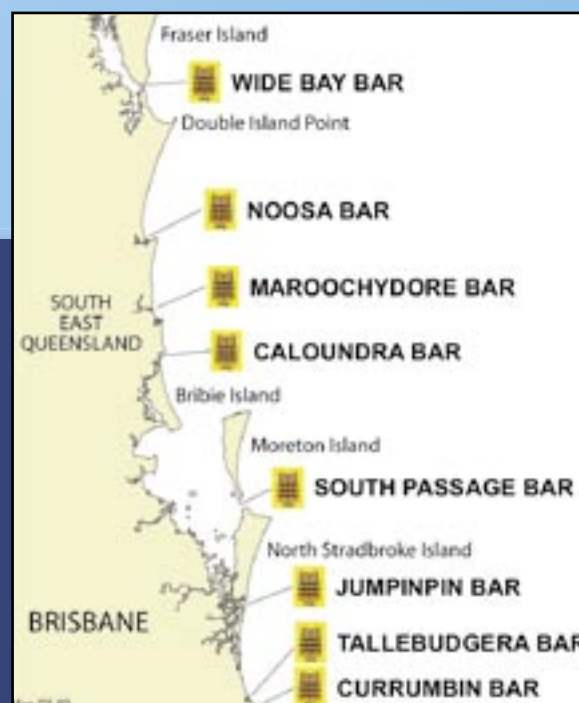 Fraser Island
WIDE BAY BAR
Double Island Point
NOOSA BAR
MAROOCHYDORE BAR
SOUTH
EAST
QUEENSLAND
CALOUNDRA BAR
Bribie Island
Moreton Island
SOUTH PASSAGE BAR
North Stradbroke Island
JUMPINPIN BAR
BRISBANE
TALLEBUDGERA BAR
CURRUMBIN BAR